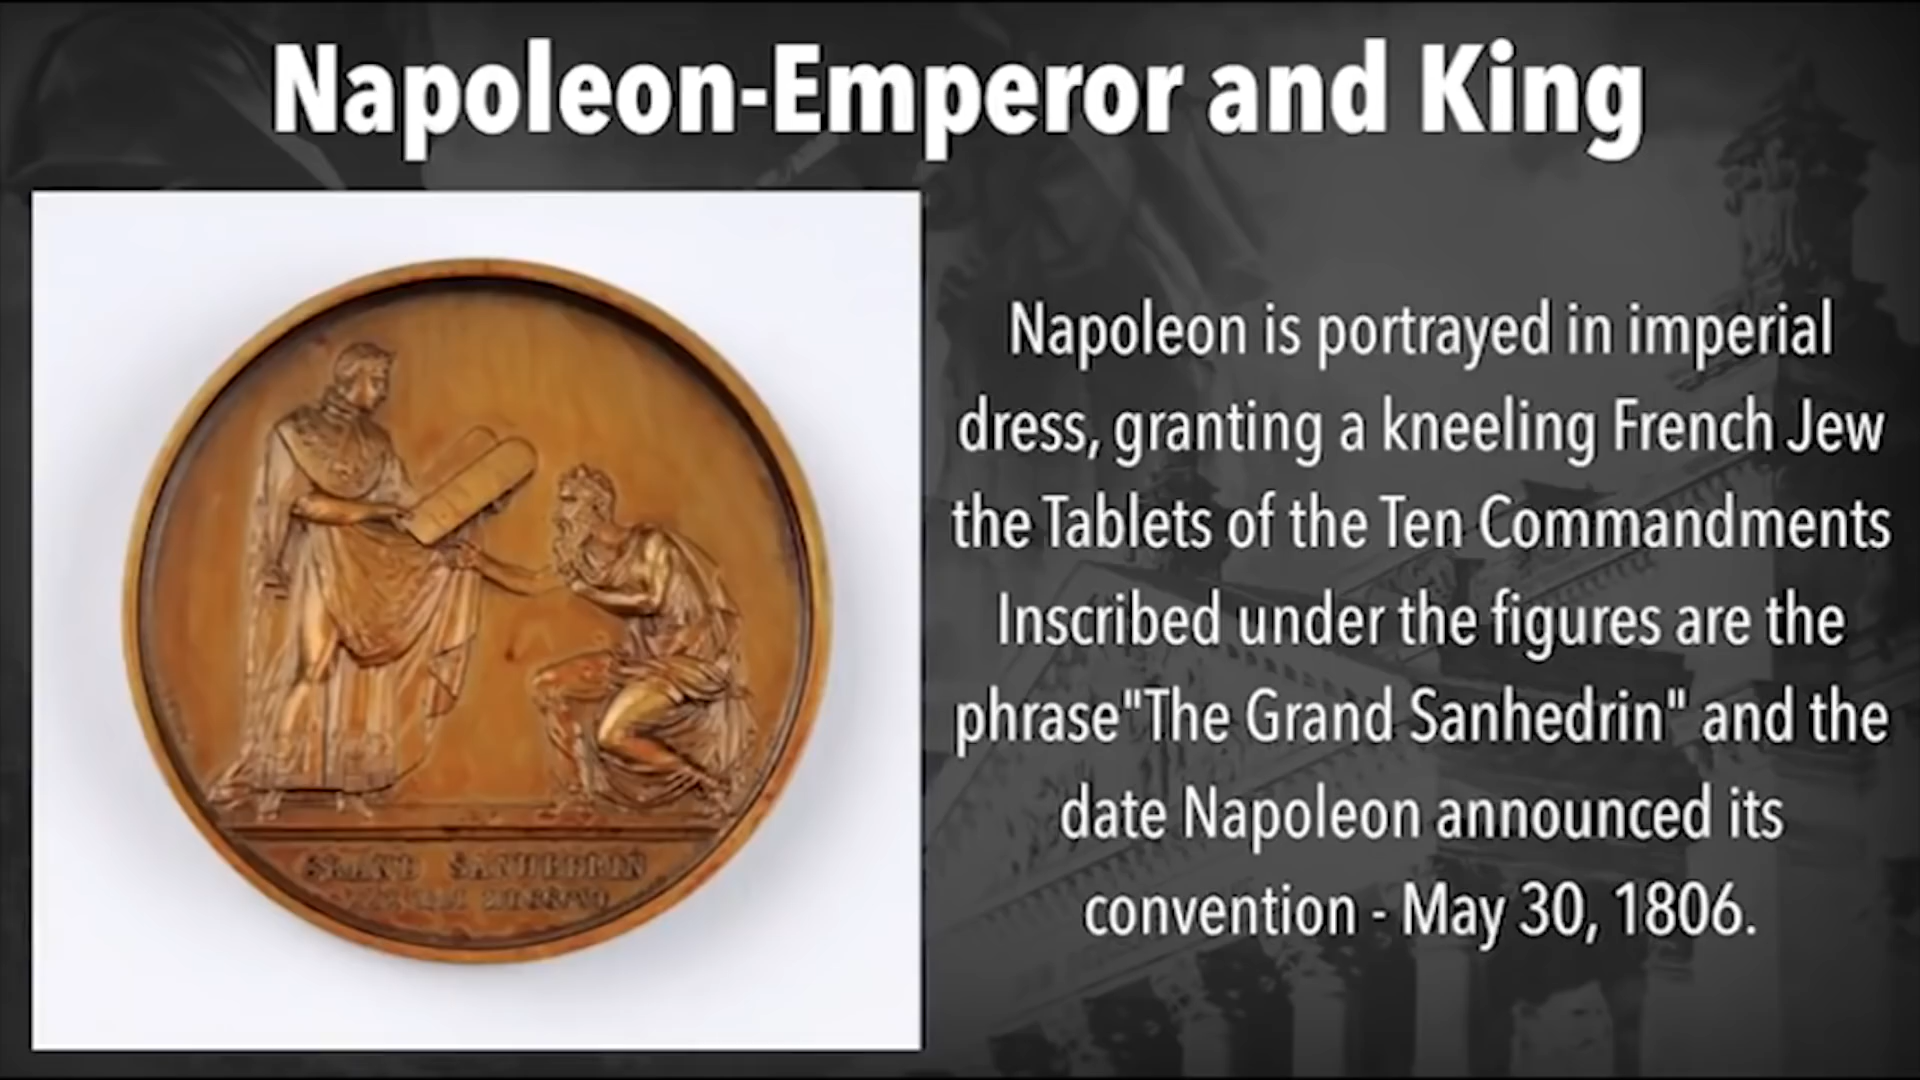 Napoleon-Emperor and King
Napoleon is portrayed in imperial
dress, granting a kneeling French Jew
the Tablets of the Ten Commandments
Inscribed under the figures are the
phrase"The Grand Sanhedrin" and the
date Napoleon announced its
convention - May 30, 1806.
GRAND SANHEDRIN